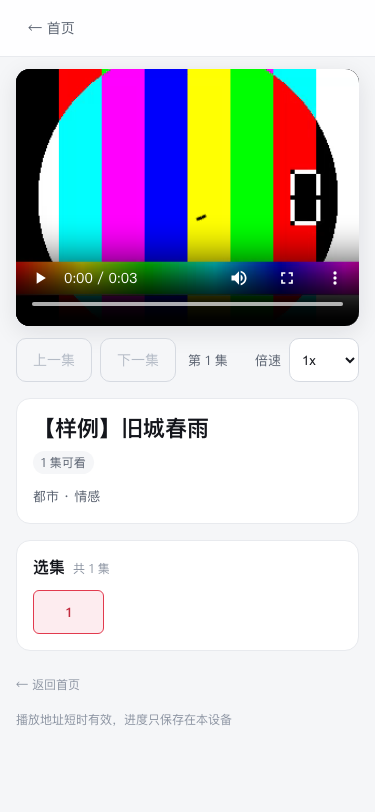 ← 首页
0:00 / 0:03
上一集 下一集 第 1 集 倍速 1x
【样例】旧城春雨
1 集可看
都市 · 情感
选集 共 1 集
1
← 返回首页
播放地址短时有效，进度只保存在本设备